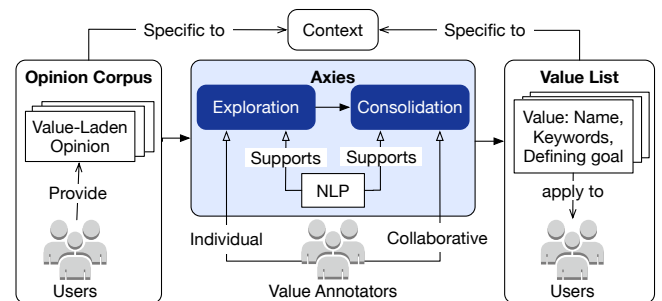 Specific to
Context
Specific to
Opinion Corpus
Axies
Value List
Value-Laden
Opinion
Exploration
Consolidation
Value: Name,
Keywords,
Defining goal
Supports
Supports
NLP
Provide
apply to
Individual
Collaborative
Users
Value Annotators
Users